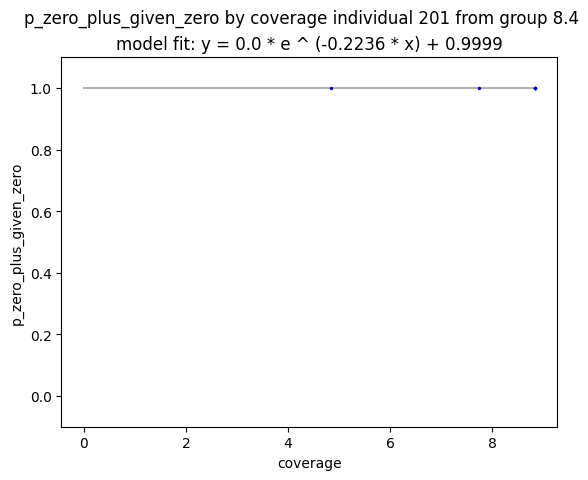 p_zero_plus_given_zero by coverage individual 201 from group 8.4
model fit: y = 0.0 * e ^ (-0.2236 * x) + 0.9999
1.0
0.8
0.6
0.4
0.2
0.0
p_zero_plus_given_zero
0 2 4 6 8
coverage